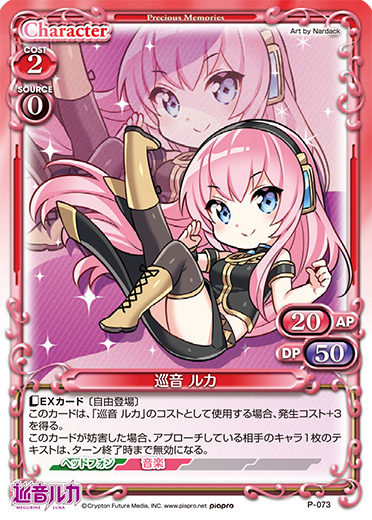 Precious Memories
Character
Art by Nardack
COST
2
SOURCE
0
20 AP
DP 50
巡音 ルカ
EXカード〔自由登場〕
このカードは、「巡音 ルカ」のコストとして使用する場合、発生コスト+3
を得る。
このカードが妨害した場合、アプローチしている相手のキャラ1枚のテ
キストは、ターン終了時まで無効になる。
ヘッドフォン 音楽
巡音ルカ
MEGURINE LUKA
©Crypton Future Media, INC. www.piapro.net piapro
P-073